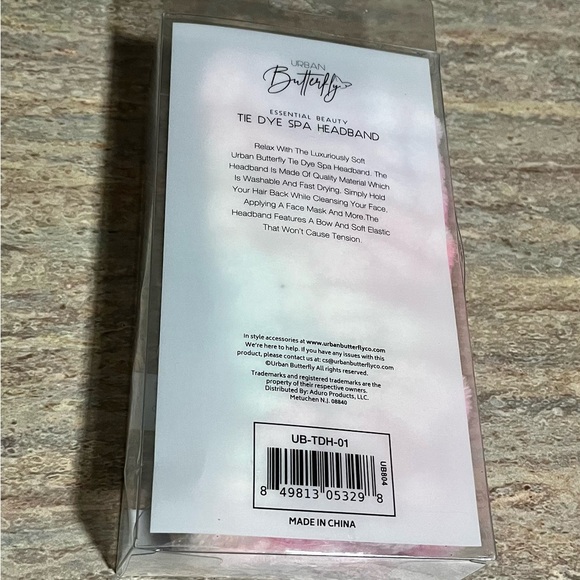 URBAN
Butterfly
ESSENTIAL BEAUTY
TIE DYE SPA HEADBAND
Relax With The Luxuriously Soft
Urban Butterfly Tie Dye Spa Headband. The
Headband Is Made Of Quality Material Which
Is Washable And Fast Drying. Simply Hold
Your Hair Back While Cleansing Your Face,
Applying A Face Mask And More.The
Headband Features A Bow And Soft Elastic
That Won't Cause Tension.
in style accessories at www.urbanbutterflyco.com
We're here to help. if you have any issues with this
product, please contact us: cs@urbanbutterflyco.com
©Urban Butterfly All rights reserved.
Trademarks and registered trademarks are the
property of their respective owners.
Distributed By: Aduro Products, LLC.
Metuchen N.J. 08840
UB-TDH-01
UB804
8 49813 05329 8
MADE IN CHINA